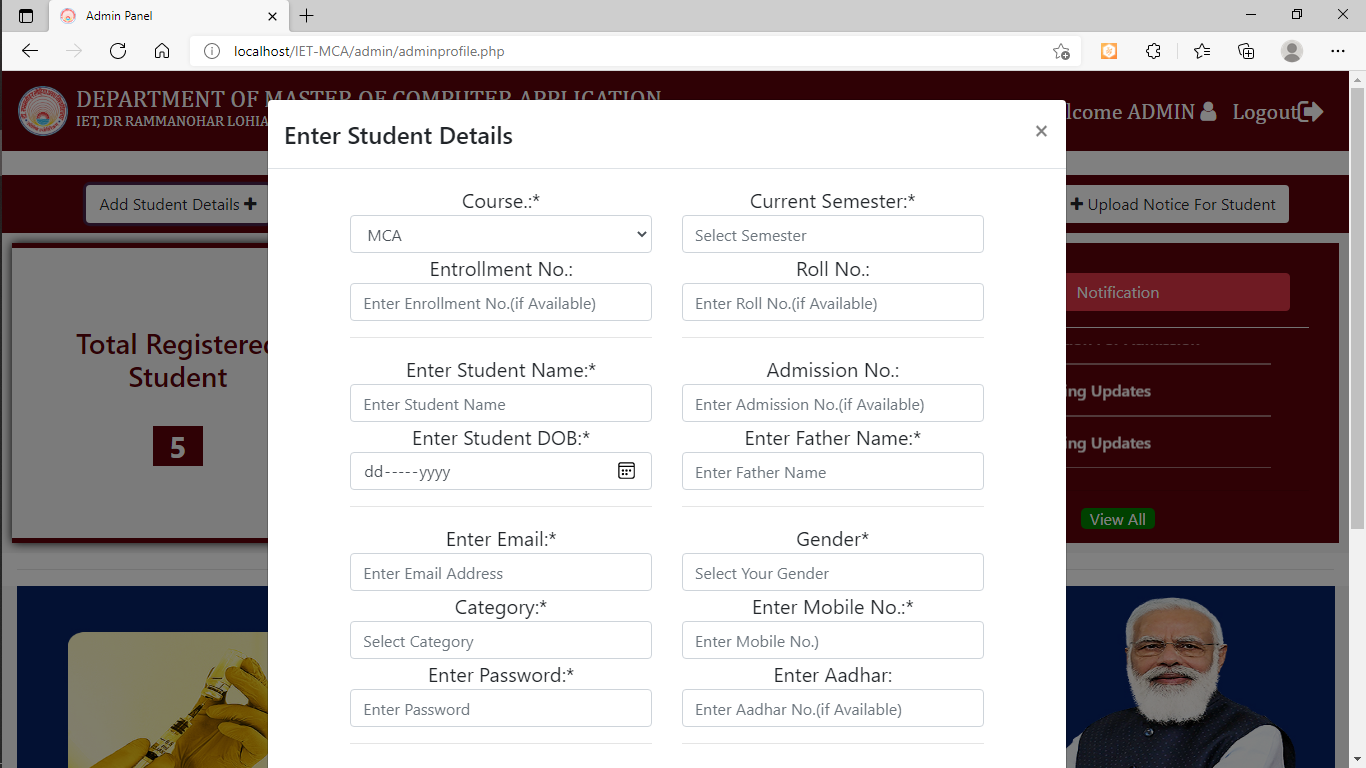 Admin Panel
localhost/IET-MCA/admin/adminprofile.php
DEPARTMENT OF MASTER OF COMPUTER APPLICATION
IET, DR RAMMANOHAR LOHIA
lcome ADMIN
Logout
Enter Student Details
×
Add Student Details
Upload Notice For Student
Course.:*
Current Semester:*
MCA
Select Semester
Entrollment No.:
Roll No.:
Enter Enrollment No.(if Available)
Enter Roll No.(if Available)
Notification
Total Registered
Student
5
Enter Student Name:*
Admission No.:
Enter Student Name
Enter Admission No.(if Available)
ng Updates
Enter Student DOB:*
Enter Father Name:*
ng Updates
dd-----yyyy
Enter Father Name
View All
Enter Email:*
Gender*
Enter Email Address
Select Your Gender
Category:*
Enter Mobile No.:*
Select Category
Enter Mobile No.)
Enter Password:*
Enter Aadhar:
Enter Password
Enter Aadhar No.(if Available)